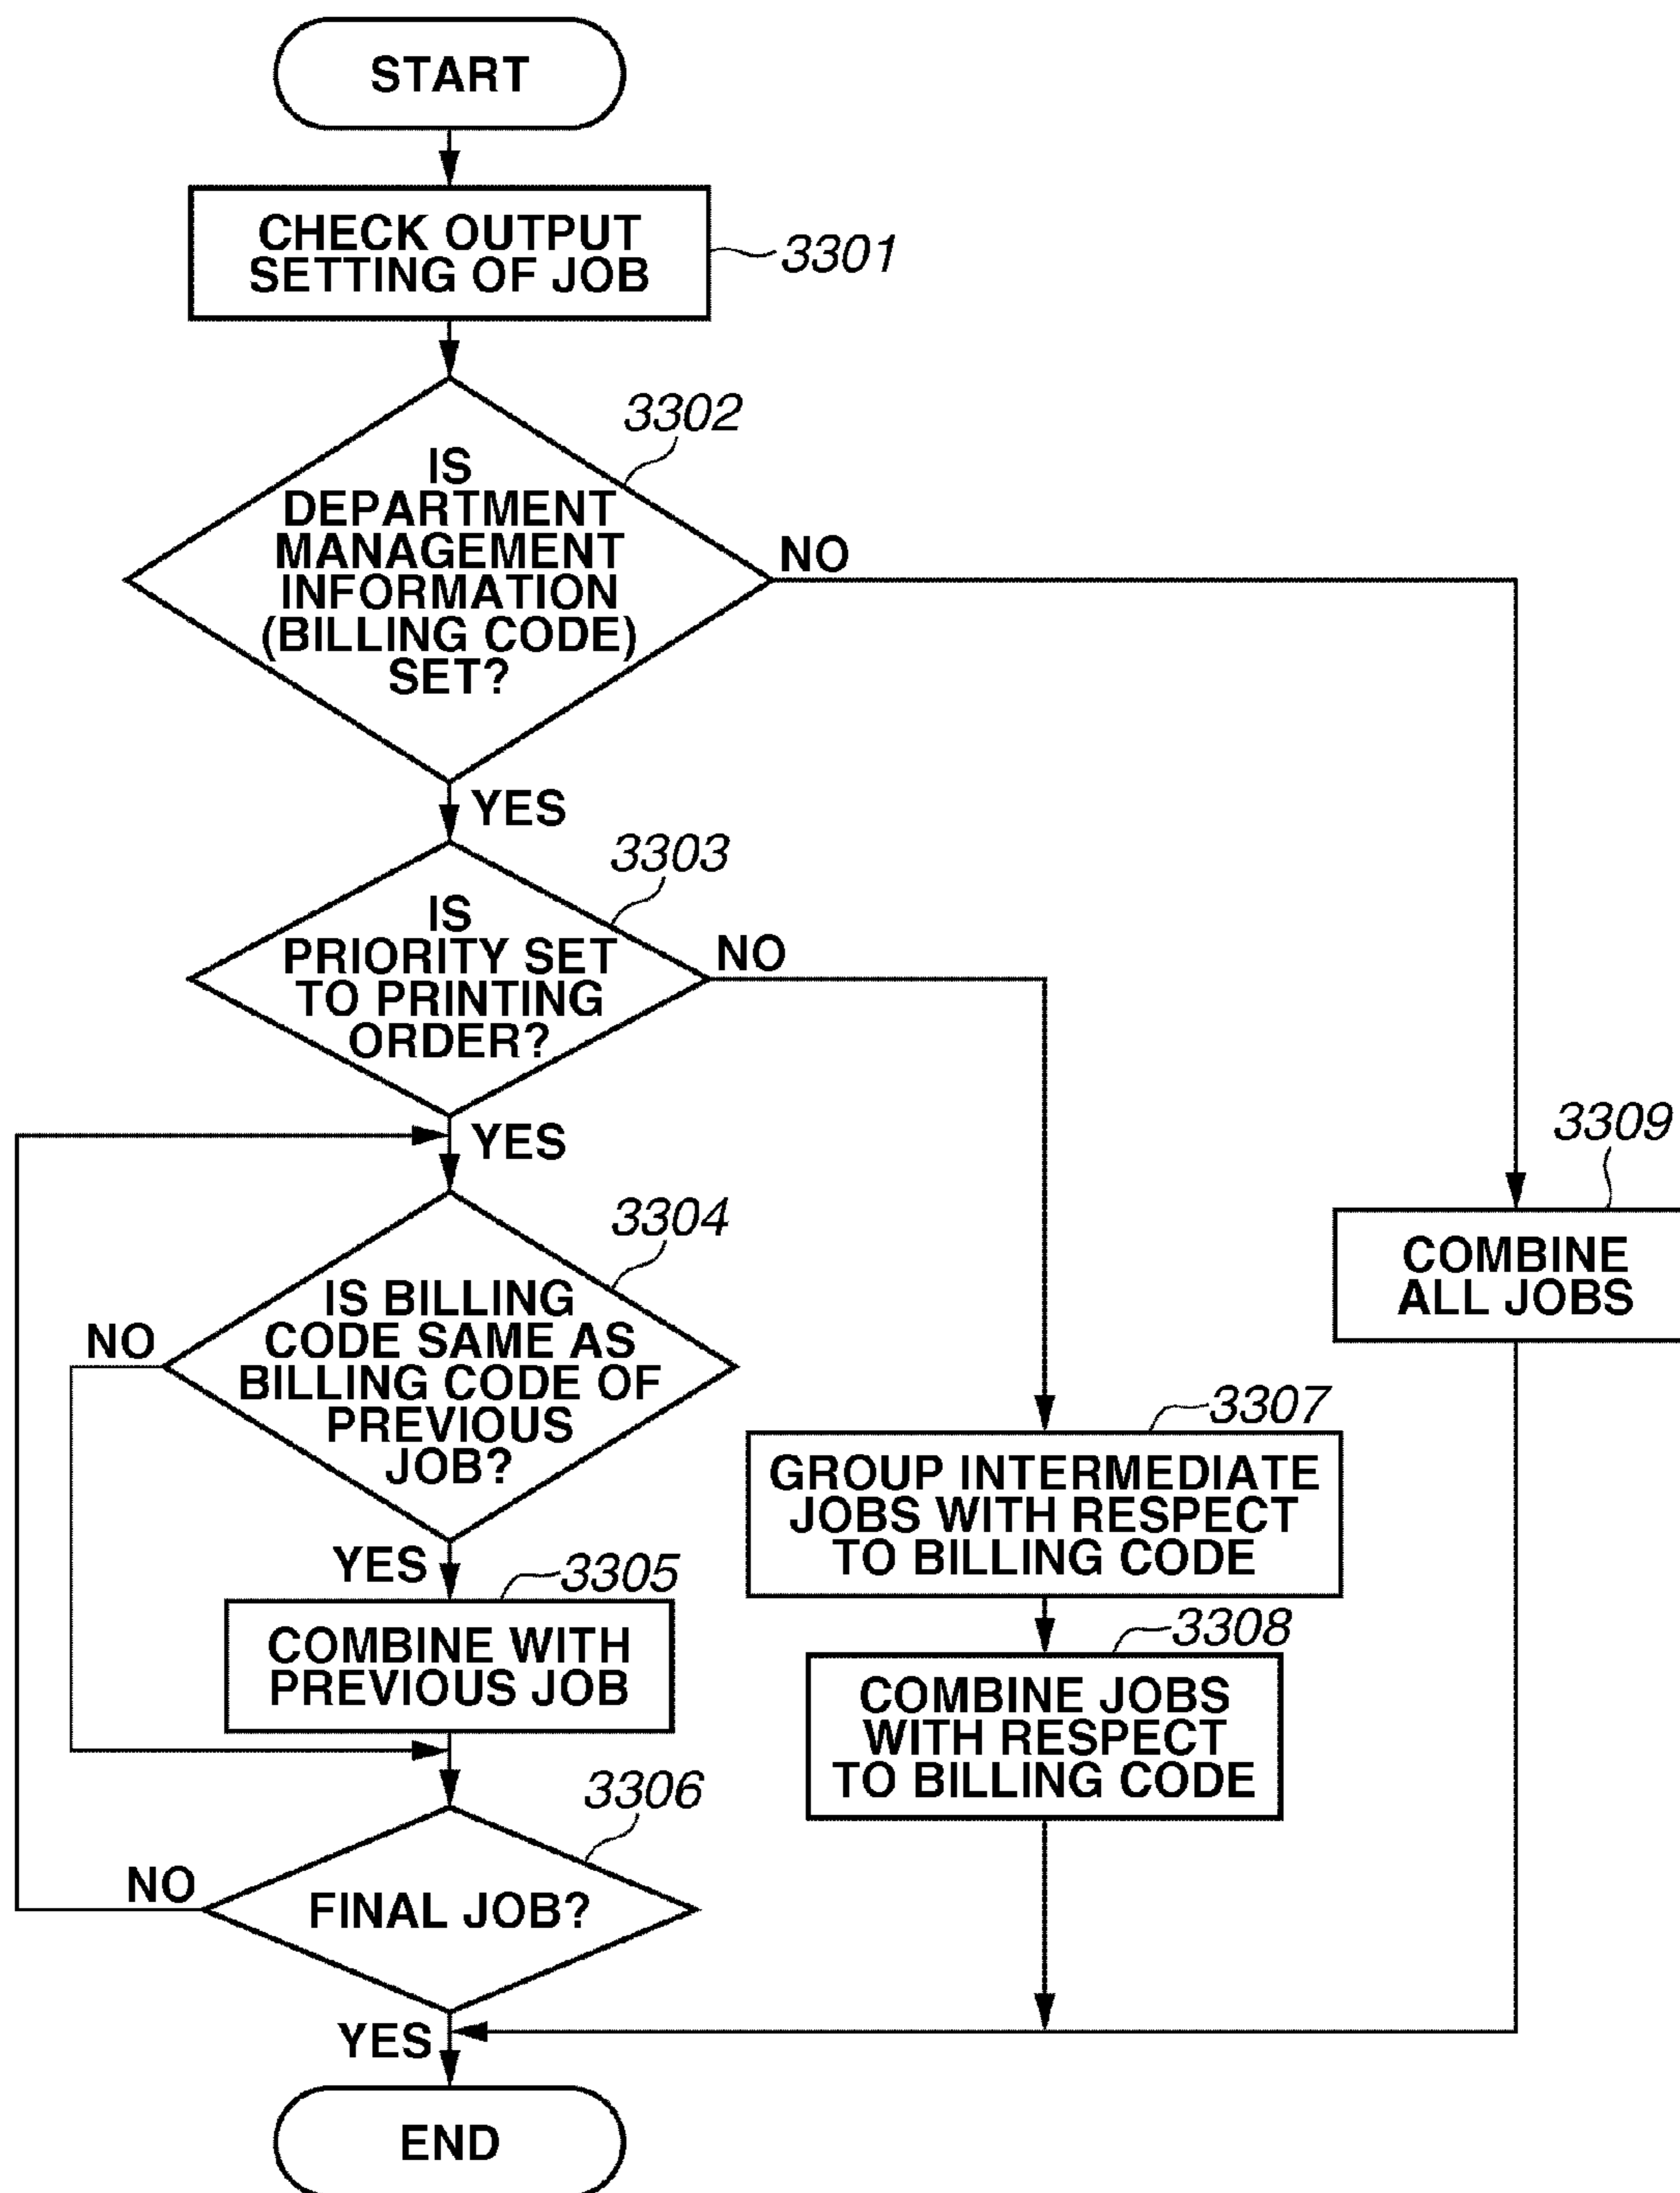 START
CHECK OUTPUT
SETTING OF JOB
3301
3302
IS
DEPARTMENT
MANAGEMENT
INFORMATION
(BILLING CODE)
SET?
NO
YES
3303
IS
PRIORITY SET
TO PRINTING
ORDER?
NO
YES
3304
IS BILLING
CODE SAME AS
BILLING CODE OF
PREVIOUS
JOB?
NO
YES
3305
COMBINE WITH
PREVIOUS JOB
3306
FINAL JOB?
NO
YES
3307
GROUP INTERMEDIATE
JOBS WITH RESPECT
TO BILLING CODE
3308
COMBINE JOBS
WITH RESPECT
TO BILLING CODE
3309
COMBINE
ALL JOBS
END